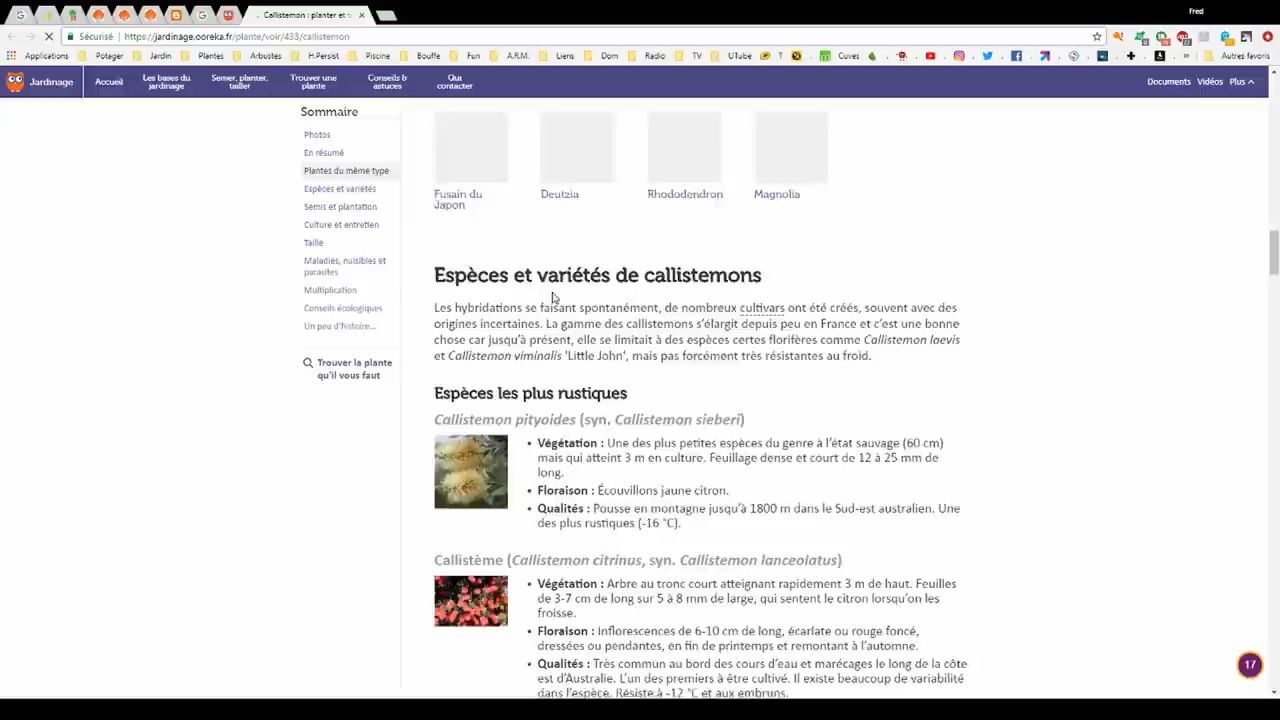 Callistemon : planter et
Fred
Sécurisé
https://jardinage.ooreka.fr/plante/voir/433/callistemon
Applications Potager Jardin Plantes Arbustes H.Persist Piscine Bouffe Fun A.R.M. Liens Dom Radio TV UTube T Cuves » Autres favoris
Jardinage Accueil Les bases du jardinage Semer, planter, tailler Trouver une plante Conseils & astuces Qui contacter Documents Vidéos Plus
Sommaire
Photos
En résumé
Plantes du même type
Espèces et variétés
Semis et plantation
Culture et entretien
Taille
Maladies, nuisibles et
parasites
Multiplication
Conseils écologiques
Un peu d'histoire...
Trouver la plante
qu'il vous faut
Fusain du
Japon
Deutzia
Rhododendron
Magnolia
Espèces et variétés de callistemons
Les hybridations se faisant spontanément, de nombreux cultivars ont été créés, souvent avec des
origines incertaines. La gamme des callistemons s'élargit depuis peu en France et c'est une bonne
chose car jusqu'à présent, elle se limitait à des espèces certes florifères comme Callistemon laevis
et Callistemon viminalis 'Little John', mais pas forcément très résistantes au froid.
Espèces les plus rustiques
Callistemon pityoides (syn. Callistemon sieberi)
• Végétation : Une des plus petites espèces du genre à l'état sauvage (60 cm)
mais qui atteint 3 m en culture. Feuillage dense et court de 12 à 25 mm de
long.
• Floraison : Écouvillons jaune citron.
• Qualités : Pousse en montagne jusqu'à 1800 m dans le Sud-est australien. Une
des plus rustiques (-16 °C).
Callistème (Callistemon citrinus, syn. Callistemon lanceolatus)
• Végétation : Arbre au tronc court atteignant rapidement 3 m de haut. Feuilles
de 3-7 cm de long sur 5 à 8 mm de large, qui sentent le citron lorsqu'on les
froisse.
• Floraison : Inflorescences de 6-10 cm de long, écarlate ou rouge foncé,
dressées ou pendantes, en fin de printemps et remontant à l'automne.
• Qualités : Très commun au bord des cours d'eau et marécages le long de la côte
est d'Australie. L'un des premiers à être cultivé. Il existe beaucoup de variabilité
dans l'espèce. Résiste à -12 °C et aux embruns.
17